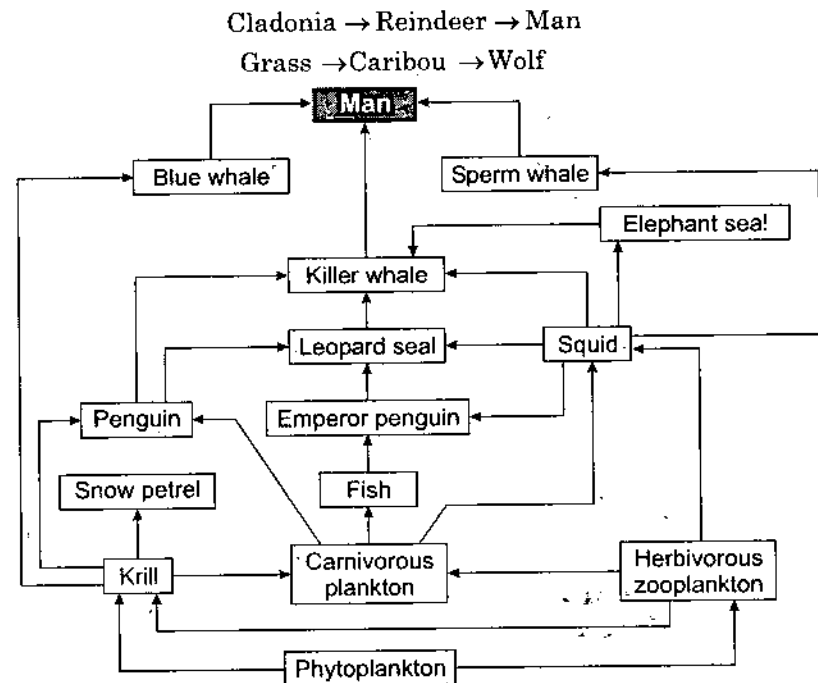 Cladonia → Reindeer → Man
Grass → Caribou → Wolf
Man
Blue whale
Sperm whale
Elephant sea!
Killer whale
Leopard seal
Squid
Penguin
Emperor penguin
Snow petrel
Fish
Krill
Carnivorous
plankton
Herbivorous
zooplankton
Phytoplankton